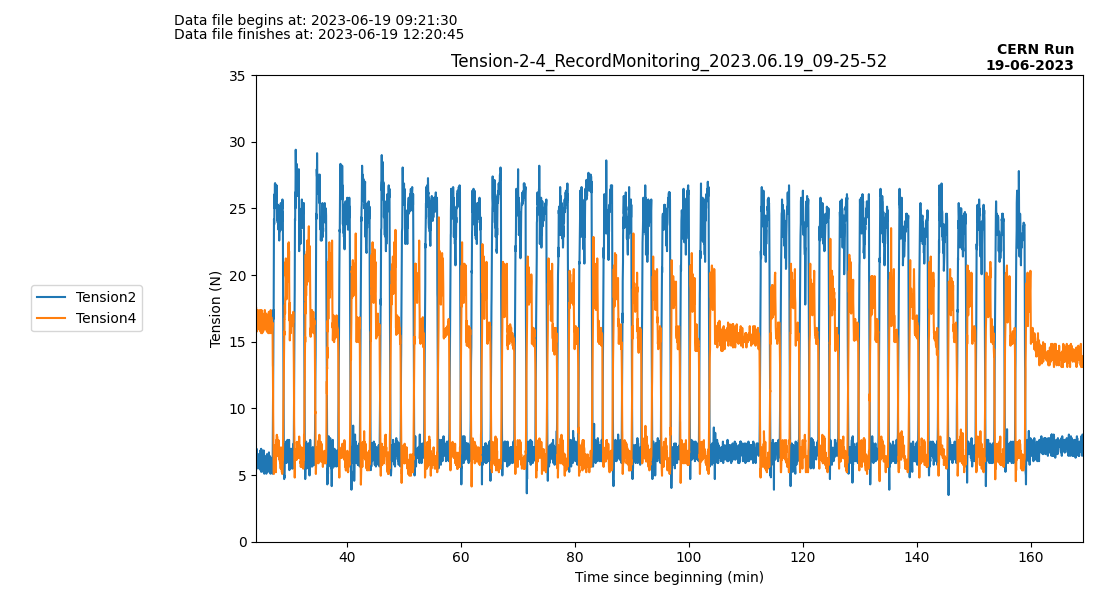 Data file begins at: 2023-06-19 09:21:30
Data file finishes at: 2023-06-19 12:20:45
CERN Run
19-06-2023
Tension-2-4_RecordMonitoring_2023.06.19_09-25-52
35
30
25
20
15
10
5
0
Tension (N)
Tension2
Tension4
40 60 80 100 120 140 160
Time since beginning (min)